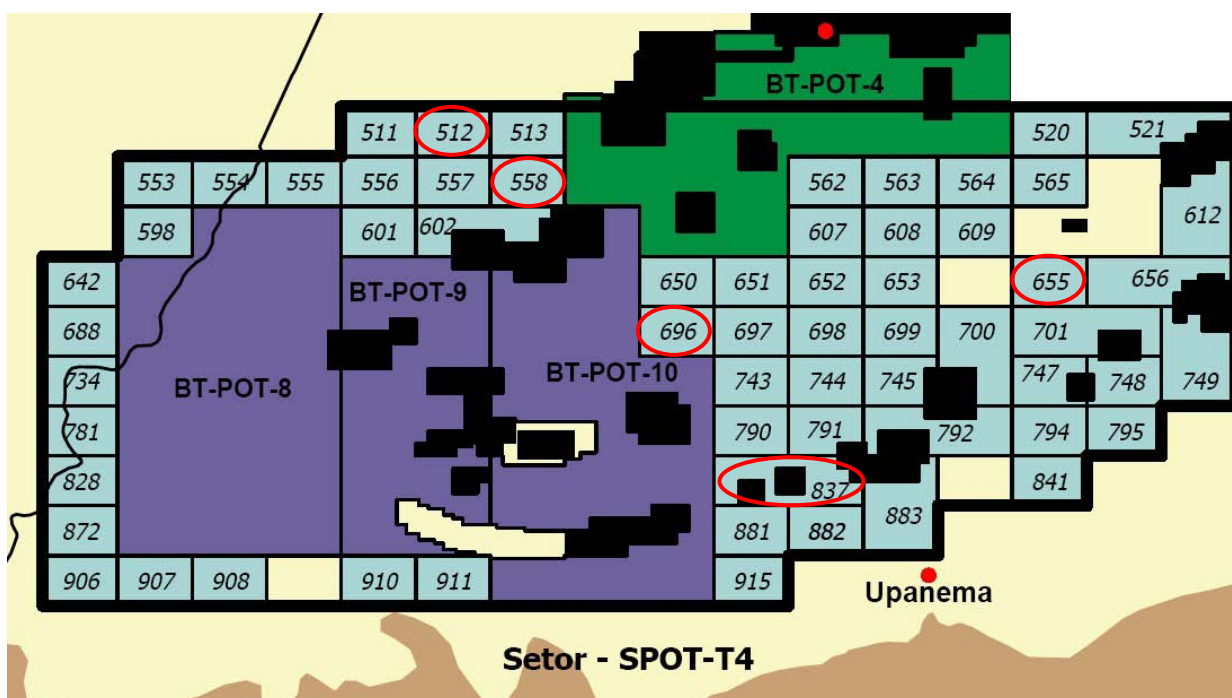 BT-POT-4
511 512 513 520 521
553 554 555 556 557 558 562 563 564 565
598 601 602 607 608 609 612
642 650 651 652 653 655 656
BT-POT-9
688 696 697 698 699 700 701
734 BT-POT-8 BT-POT-10 743 744 745 747 748 749
781 790 791 792 794 795
828 837 841
872 881 882 883
906 907 908 910 911 915
Upanema
Setor - SPOT-T4